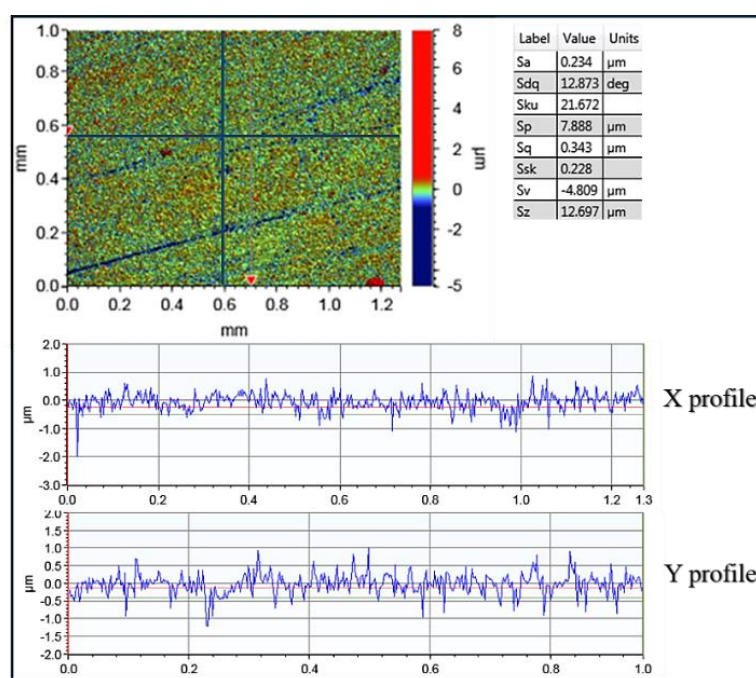 1.0
0.8
0.6
0.4
0.2
0.0
mm
0.0 0.2 0.4 0.6 0.8 1.0 1.2
mm
8
6
4
2
0
-2
-5
µm
Label Value Units
Sa 0.234 µm
Sdq 12.873 deg
Sku 21.672
Sp 7.888 µm
Sq 0.343 µm
Ssk 0.228
Sv -4.809 µm
Sz 12.697 µm
2.0
1.0
0.0
-1.0
-2.0
-3.0
µm
0.0 0.2 0.4 0.6 0.8 1.0 1.2 1.3
X profile
2.0
1.5
1.0
0.5
0.0
-0.5
-1.0
-1.5
-2.0
µm
0.0 0.2 0.4 0.6 0.8 1.0
Y profile